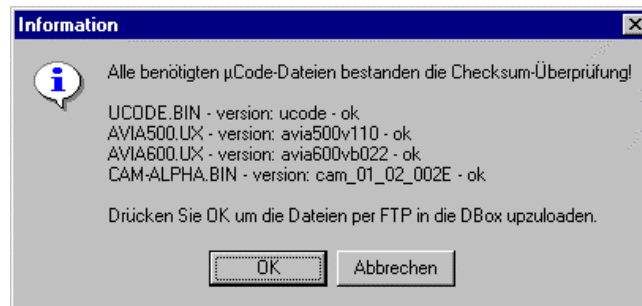 Information
Alle benötigten µCode-Dateien bestanden die Checksum-Überprüfung!
UCODE.BIN - version: ucode - ok
AVIA500.UX - version: avia500v110 - ok
AVIA600.UX - version: avia600vb022 - ok
CAM-ALPHA.BIN - version: cam_01_02_002E - ok
Drücken Sie OK um die Dateien per FTP in die DBox upzuloaden.
OK
Abbrechen